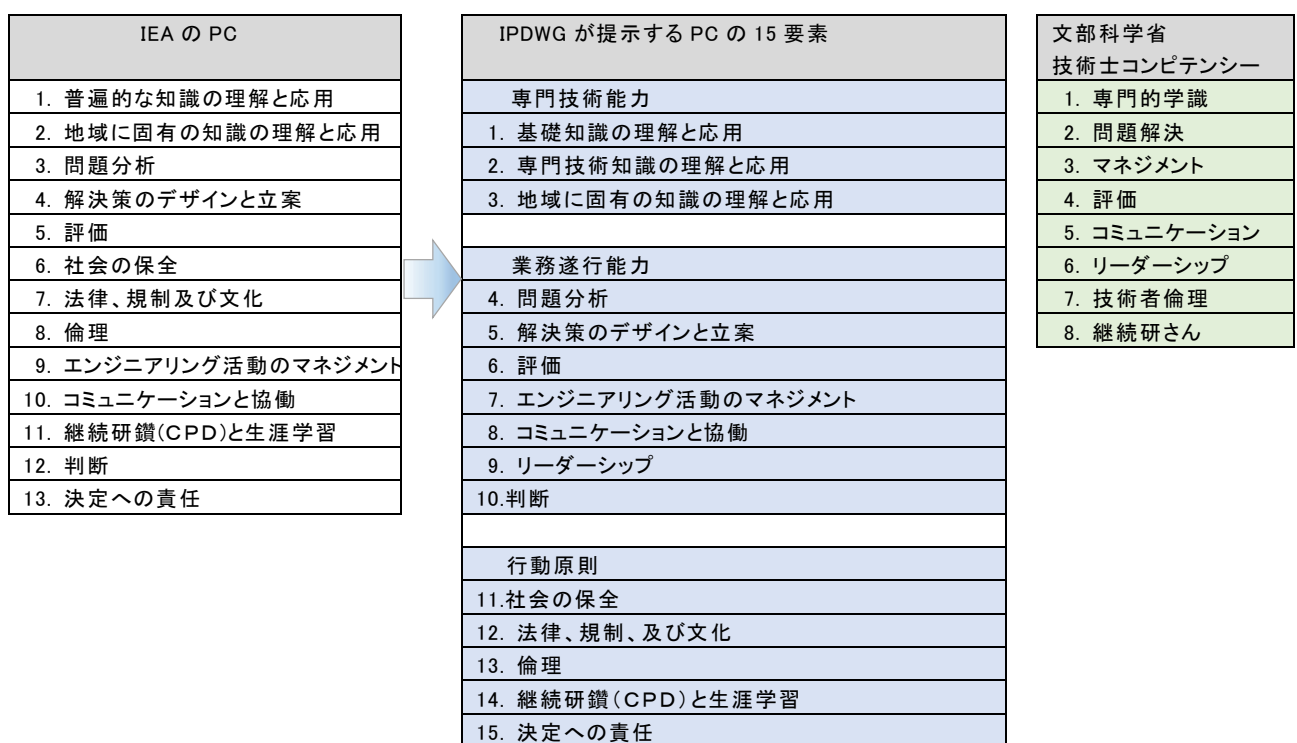 IEA の PC
1. 普遍的な知識の理解と応用
2. 地域に固有の知識の理解と応用
3. 問題分析
4. 解決策のデザインと立案
5. 評価
6. 社会の保全
7. 法律、規制及び文化
8. 倫理
9. エンジニアリング活動のマネジメント
10. コミュニケーションと協働
11. 継続研鑽(CPD)と生涯学習
12. 判断
13. 決定への責任
IPDWG が提示する PC の 15 要素
専門技術能力
1. 基礎知識の理解と応用
2. 専門技術知識の理解と応用
3. 地域に固有の知識の理解と応用
業務遂行能力
4. 問題分析
5. 解決策のデザインと立案
6. 評価
7. エンジニアリング活動のマネジメント
8. コミュニケーションと協働
9. リーダーシップ
10.判断
行動原則
11.社会の保全
12. 法律、規制、及び文化
13. 倫理
14. 継続研鑽(CPD)と生涯学習
15. 決定への責任
文部科学省
技術士コンピテンシー
1. 専門的学識
2. 問題解決
3. マネジメント
4. 評価
5. コミュニケーション
6. リーダーシップ
7. 技術者倫理
8. 継続研さん